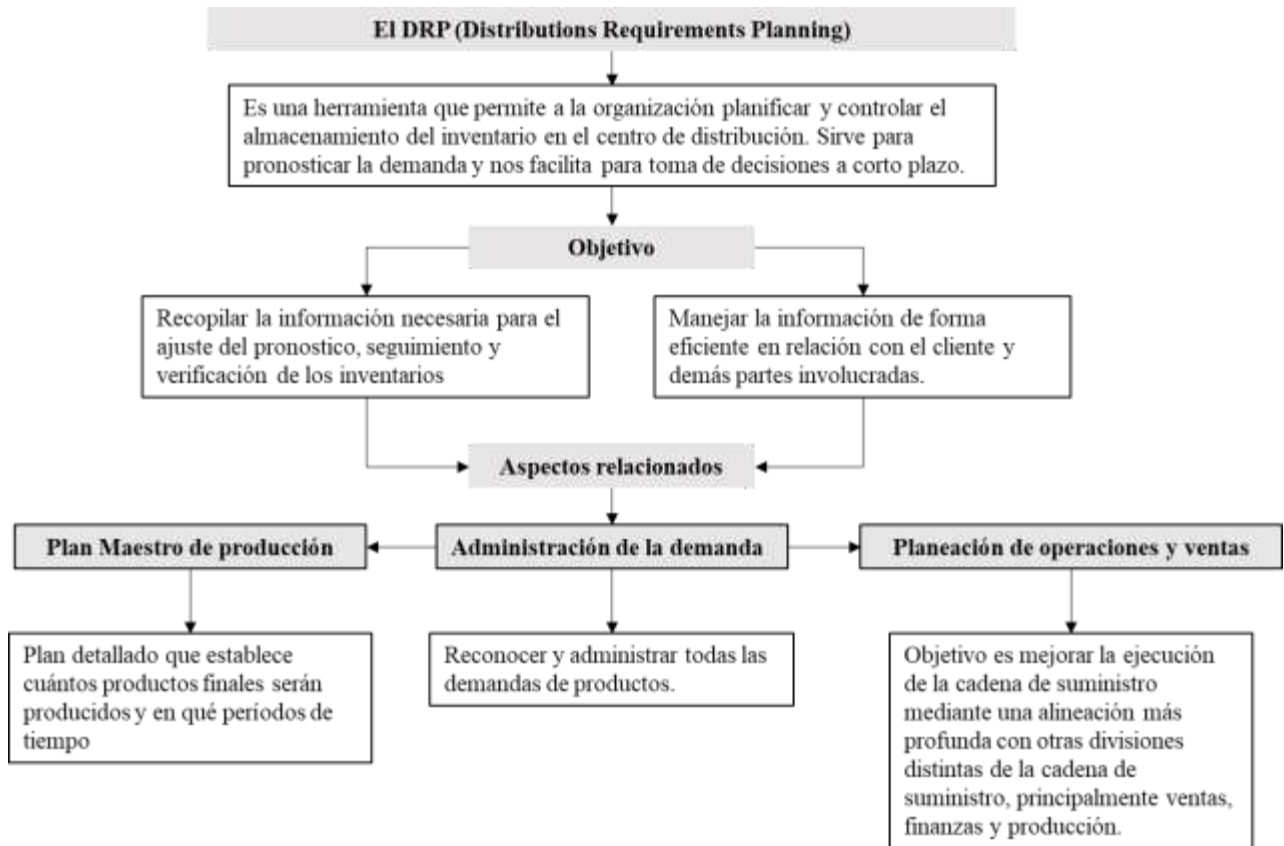 El DRP (Distributions Requirements Planning)
Es una herramienta que permite a la organización planificar y controlar el
almacenamiento del inventario en el centro de distribución. Sirve para
pronosticar la demanda y nos facilita para toma de decisiones a corto plazo.
Objetivo
Recopilar la información necesaria para el
ajuste del pronostico, seguimiento y
verificación de los inventarios
Manejar la información de forma
eficiente en relación con el cliente y
demás partes involucradas.
Aspectos relacionados
Plan Maestro de producción
Administración de la demanda
Planeación de operaciones y ventas
Plan detallado que establece
cuántos productos finales serán
producidos y en qué períodos de
tiempo
Reconocer y administrar todas las
demandas de productos.
Objetivo es mejorar la ejecución
de la cadena de suministro
mediante una alineación más
profunda con otras divisiones
distintas de la cadena de
suministro, principalmente ventas,
finanzas y producción.